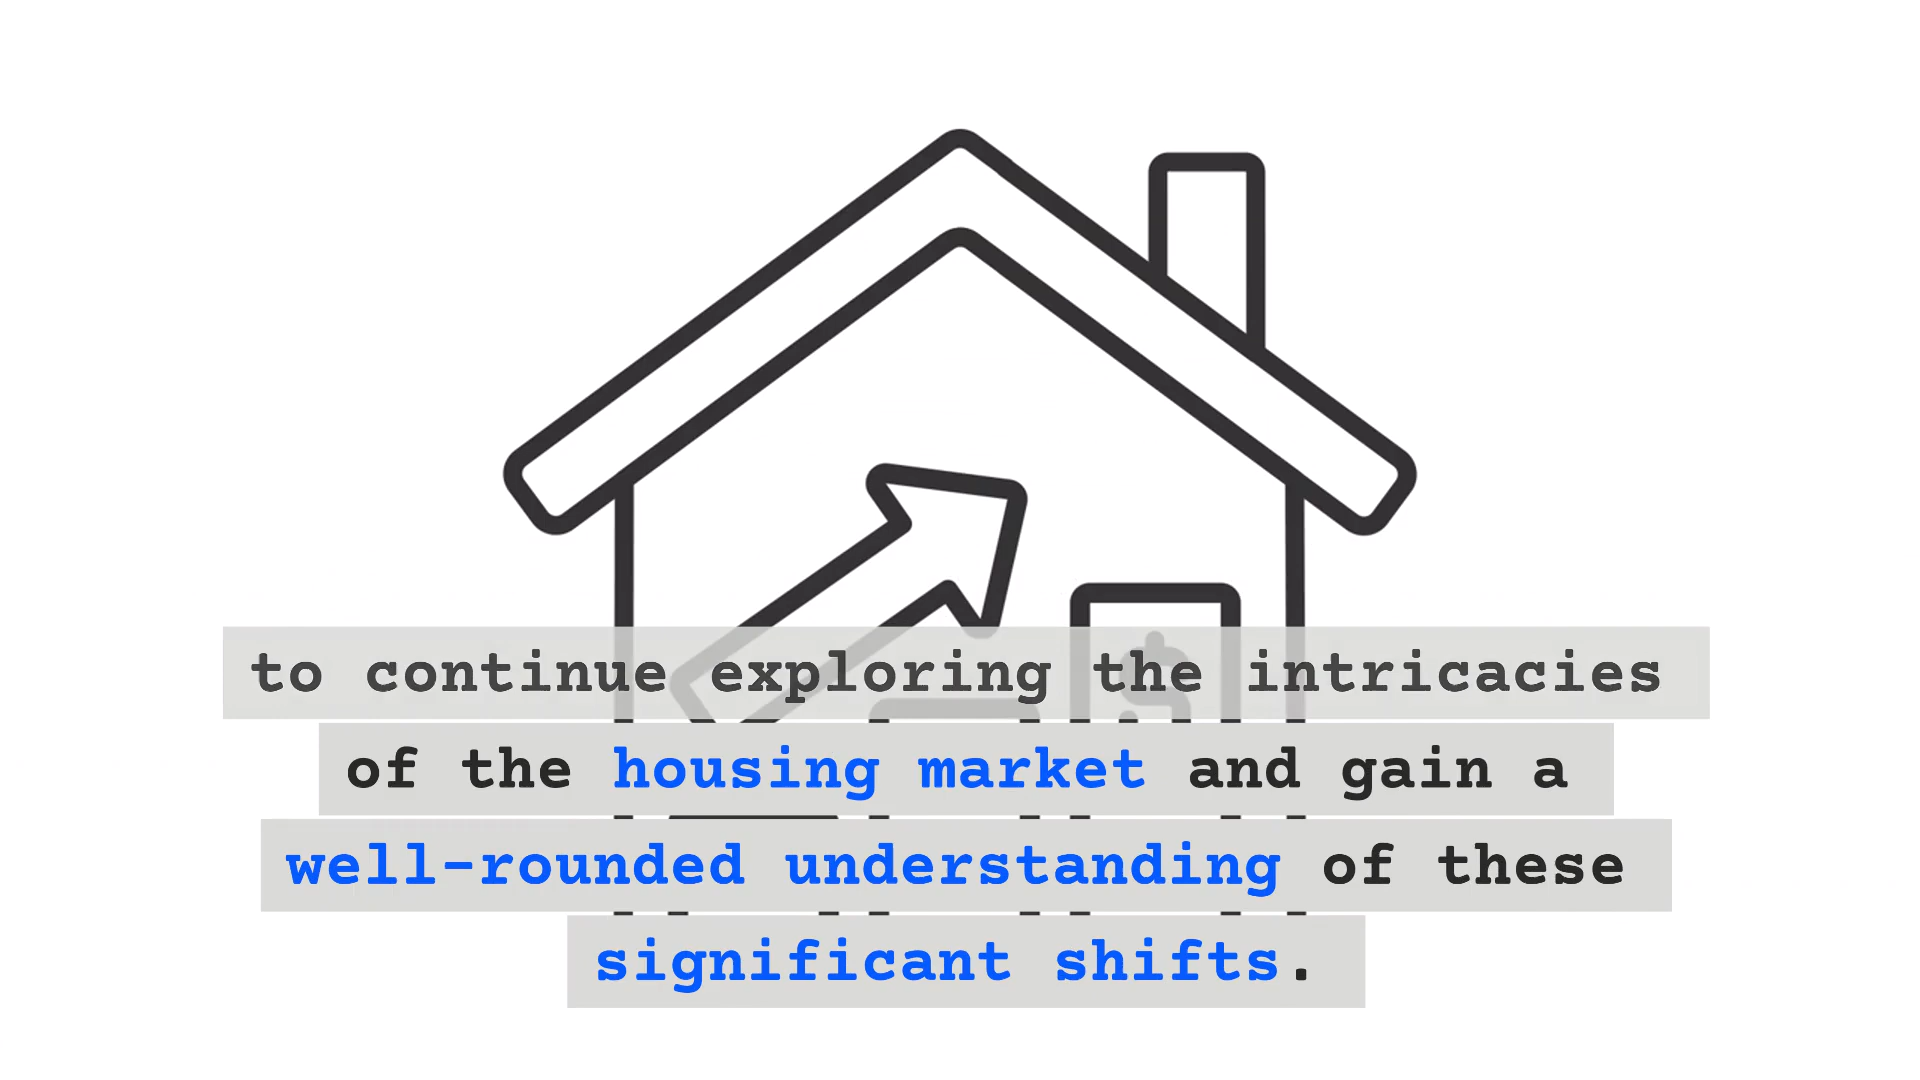 to continue exploring the intricacies
of the housing market and gain a
well-rounded understanding of these
significant shifts.
$